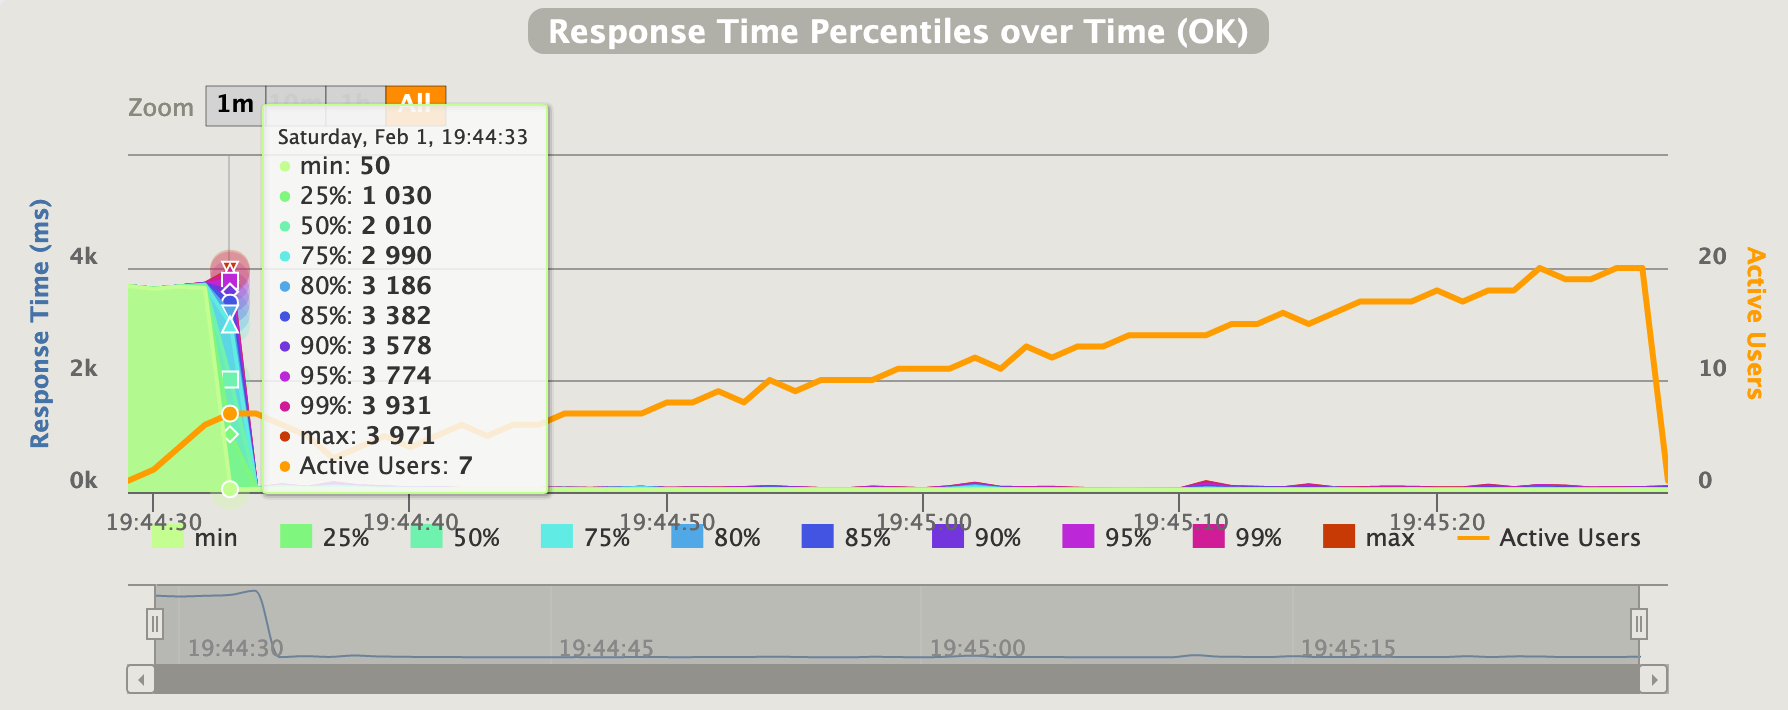 Response Time Percentiles over Time (OK)
Zoom 1m 10m 1h All
Saturday, Feb 1, 19:44:33
min: 50
25%: 1 030
50%: 2 010
75%: 2 990
80%: 3 186
85%: 3 382
90%: 3 578
95%: 3 774
99%: 3 931
max: 3 971
Active Users: 7
Response Time (ms)
4k
2k
0k
20
10
0
Active Users
19:44:30 19:44:40 19:44:50 19:45:00 19:45:10 19:45:20
min 25% 50% 75% 80% 85% 90% 95% 99% max Active Users
19:44:30 19:44:45 19:45:00 19:45:15